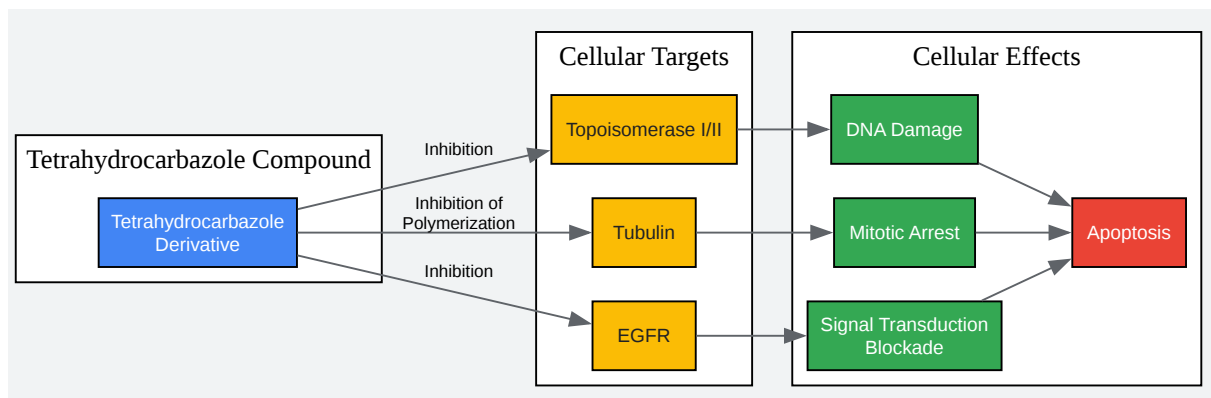 Tetrahydrocarbazole Compound
Tetrahydrocarbazole
Derivative
Inhibition
Inhibition of
Polymerization
Inhibition
Cellular Targets
Topoisomerase I/II
Tubulin
EGFR
Cellular Effects
DNA Damage
Mitotic Arrest
Signal Transduction
Blockade
Apoptosis